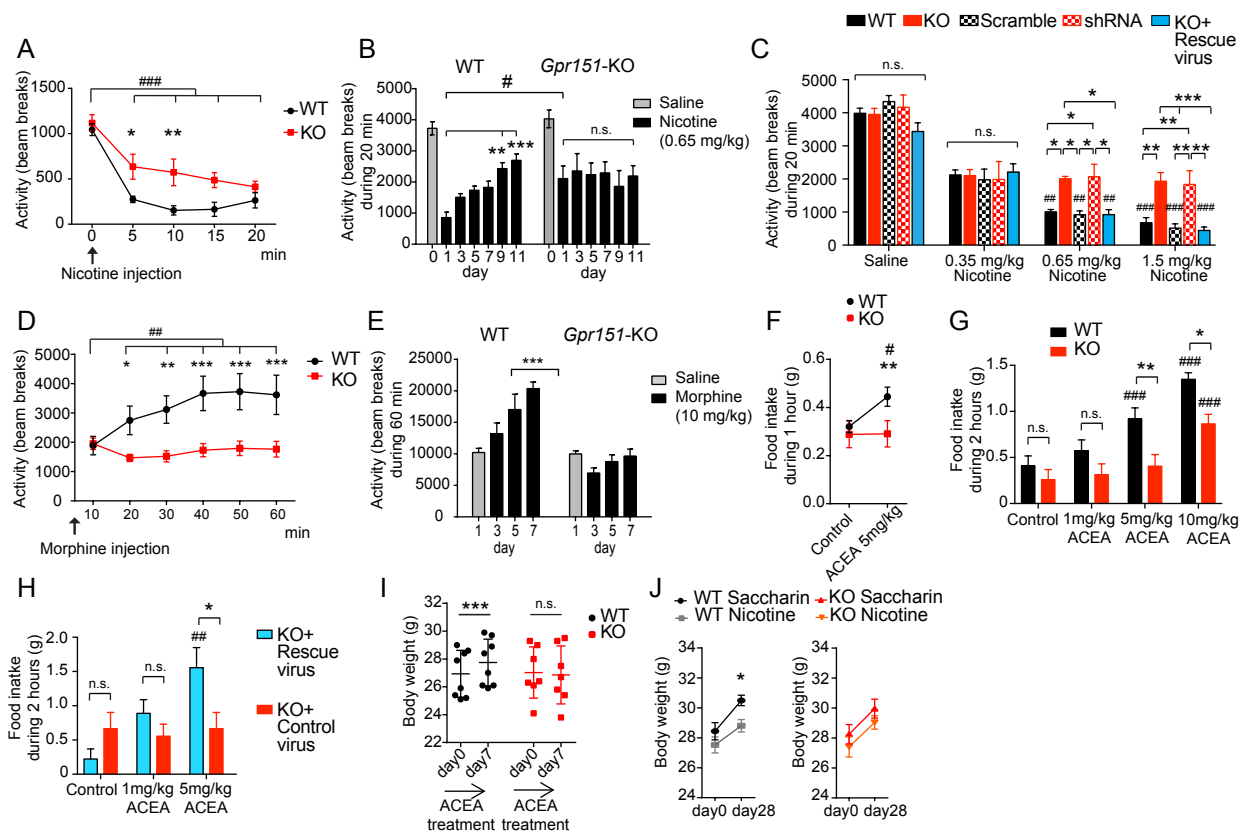 WT KO Scramble shRNA KO+ Rescue virus
A
Activity (beam breaks)
1500
1000
500
0
###
* **
WT
KO
0 5 10 15 20
min
Nicotine injection
B
WT Gpr151-KO
#
Activity (beam breaks)
during 20 min
5000
4000
3000
2000
1000
0
** ***
n.s.
Saline
Nicotine
(0.65 mg/kg)
0 1 3 5 7 9 11 0 1 3 5 7 9 11
day day
C
Activity (beam breaks)
during 20 min
5000
4000
3000
2000
1000
0
n.s.
n.s.
*
*
* * * *
## ## ##
***
**
** ** **
### ### ###
Saline
0.35 mg/kg
Nicotine
0.65 mg/kg
Nicotine
1.5 mg/kg
Nicotine
D
Activity (beam breaks)
5000
4000
3000
2000
1000
0
##
* ** *** *** ***
WT
KO
10 20 30 40 50 60
min
Morphine injection
E
WT Gpr151-KO
Activity (beam breaks)
during 60 min
25000
20000
15000
10000
5000
0
***
Saline
Morphine
(10 mg/kg)
1 3 5 7 1 3 5 7
day day
F
WT
KO
Food intake
during 1 hour (g)
0.6
0.4
0.2
0.0
#
**
Control
ACEA 5mg/kg
G
WT
KO
Food inatke
during 2 hours (g)
2.0
1.5
1.0
0.5
0.0
n.s.
n.s.
**
###
*
###
###
Control
1mg/kg
ACEA
5mg/kg
ACEA
10mg/kg
ACEA
H
Food inatke
during 2 hours (g)
2.0
1.5
1.0
0.5
0
n.s.
n.s.
*
##
KO+
Rescue
virus
KO+
Control
virus
Control
1mg/kg
ACEA
5mg/kg
ACEA
I
Body weight (g)
32
30
28
26
24
22
*** n.s.
WT
KO
day0 day7 day0 day7
ACEA
treatment
ACEA
treatment
J
WT Saccharin
WT Nicotine
KO Saccharin
KO Nicotine
Body weight (g)
34
32
30
28
26
24
*
day0 day28
Body weight (g)
34
32
30
28
26
24
day0 day28